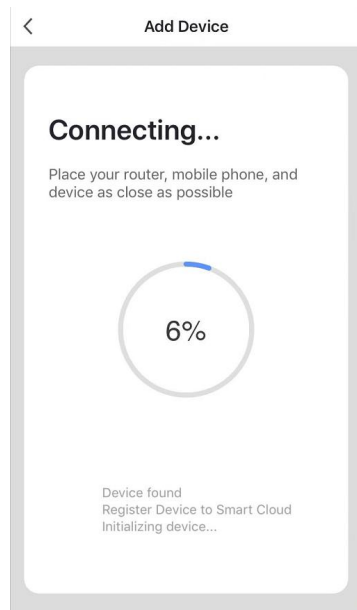 Add Device
Connecting...
Place your router, mobile phone, and
device as close as possible
6%
Device found
Register Device to Smart Cloud
Initializing device...